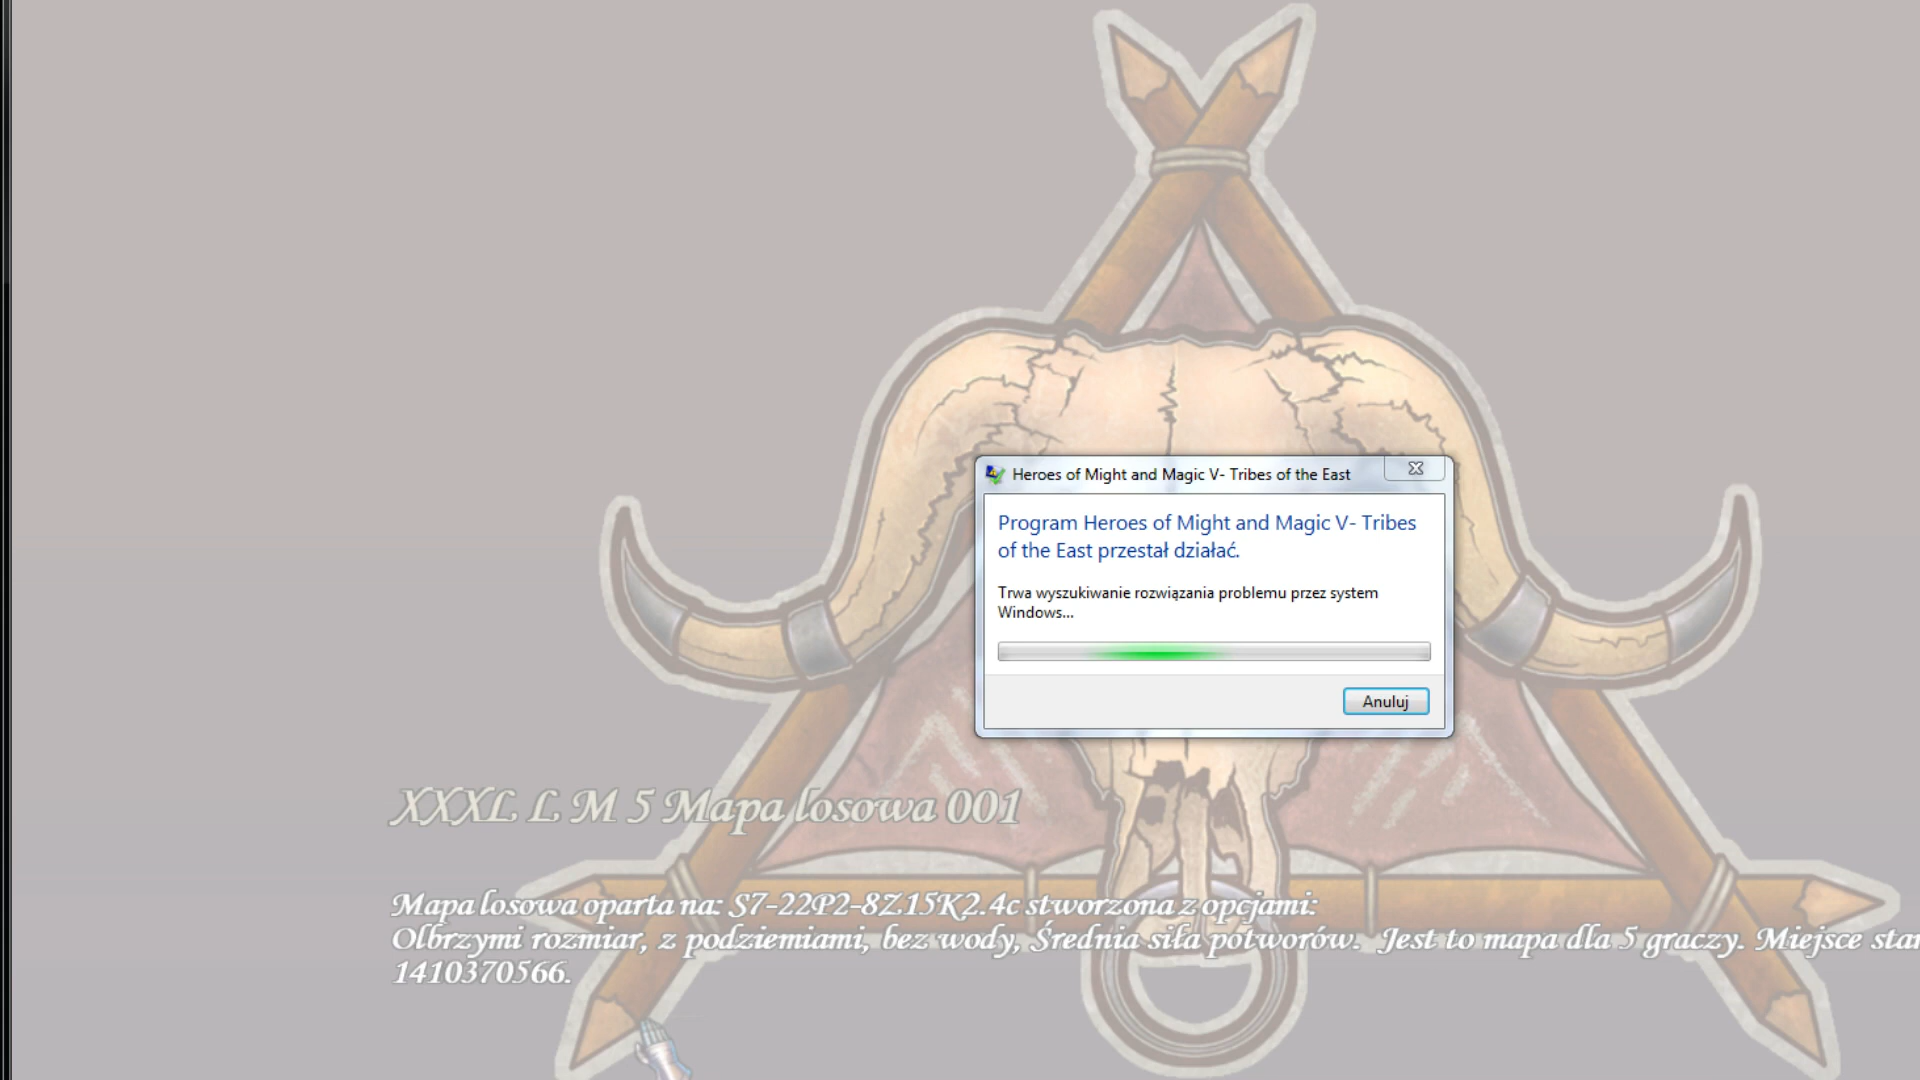 Heroes of Might and Magic V- Tribes of the East
Program Heroes of Might and Magic V- Tribes
of the East przestał działać.
Trwa wyszukiwanie rozwiązania problemu przez system
Windows...
Anuluj
XXXL L M 5 Mapa losowa 001
Mapa losowa oparta na: S7-22P2-8Z15K2.4c stworzona z opcjami:
Olbrzymi rozmiar, z podziemiami, bez wody, Średnia siła potworów. Jest to mapa dla 5 graczy. Miejsce
1410370566.